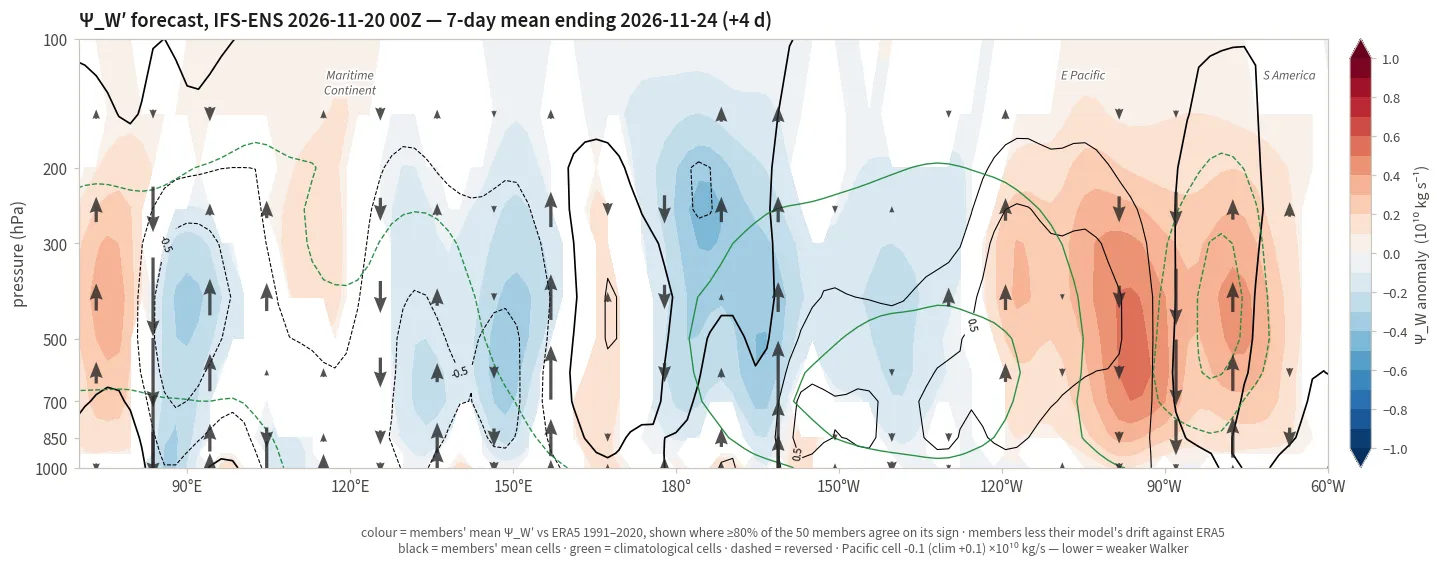 Ψ_W′ forecast, IFS-ENS 2026-11-20 00Z — 7-day mean ending 2026-11-24 (+4 d)
100
200
300
400
500
700
850
1000
pressure (hPa)
Maritime
Continent
E Pacific
S America
-0.5
-0.5
0.5
0.5
90°E
120°E
150°E
180°
150°W
120°W
90°W
60°W
1.0
0.8
0.6
0.4
0.2
0.0
−0.2
−0.4
−0.6
−0.8
−1.0
Ψ_W anomaly (10¹⁰ kg s⁻¹)
colour = members' mean Ψ_W′ vs ERA5 1991–2020, shown where ≥80% of the 50 members agree on its sign · members less their model's drift against ERA5
black = members' mean cells · green = climatological cells · dashed = reversed · Pacific cell -0.1 (clim +0.1) ×10¹⁰ kg/s — lower = weaker Walker